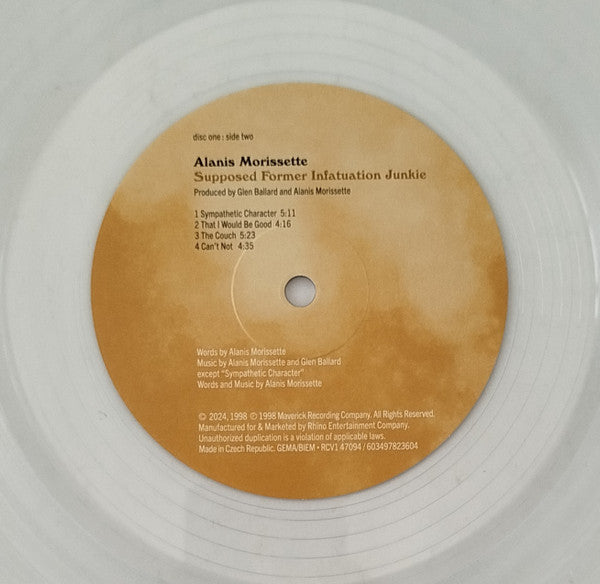 disc one : side two
Alanis Morissette
Supposed Former Infatuation Junkie
Produced by Glen Ballard and Alanis Morissette
1 Sympathetic Character 5:11
2 That I Would Be Good 4:16
3 The Couch 5:23
4 Can't Not 4:35
Words by Alanis Morissette
Music by Alanis Morissette and Glen Ballard
except "Sympathetic Character"
Words and Music by Alanis Morissette
© 2024, 1998 ℗ 1998 Maverick Recording Company. All Rights Reserved.
Manufactured for & Marketed by Rhino Entertainment Company.
Unauthorized duplication is a violation of applicable laws.
Made in Czech Republic. GEMA/BIEM • RCV1 47094 / 603497823604